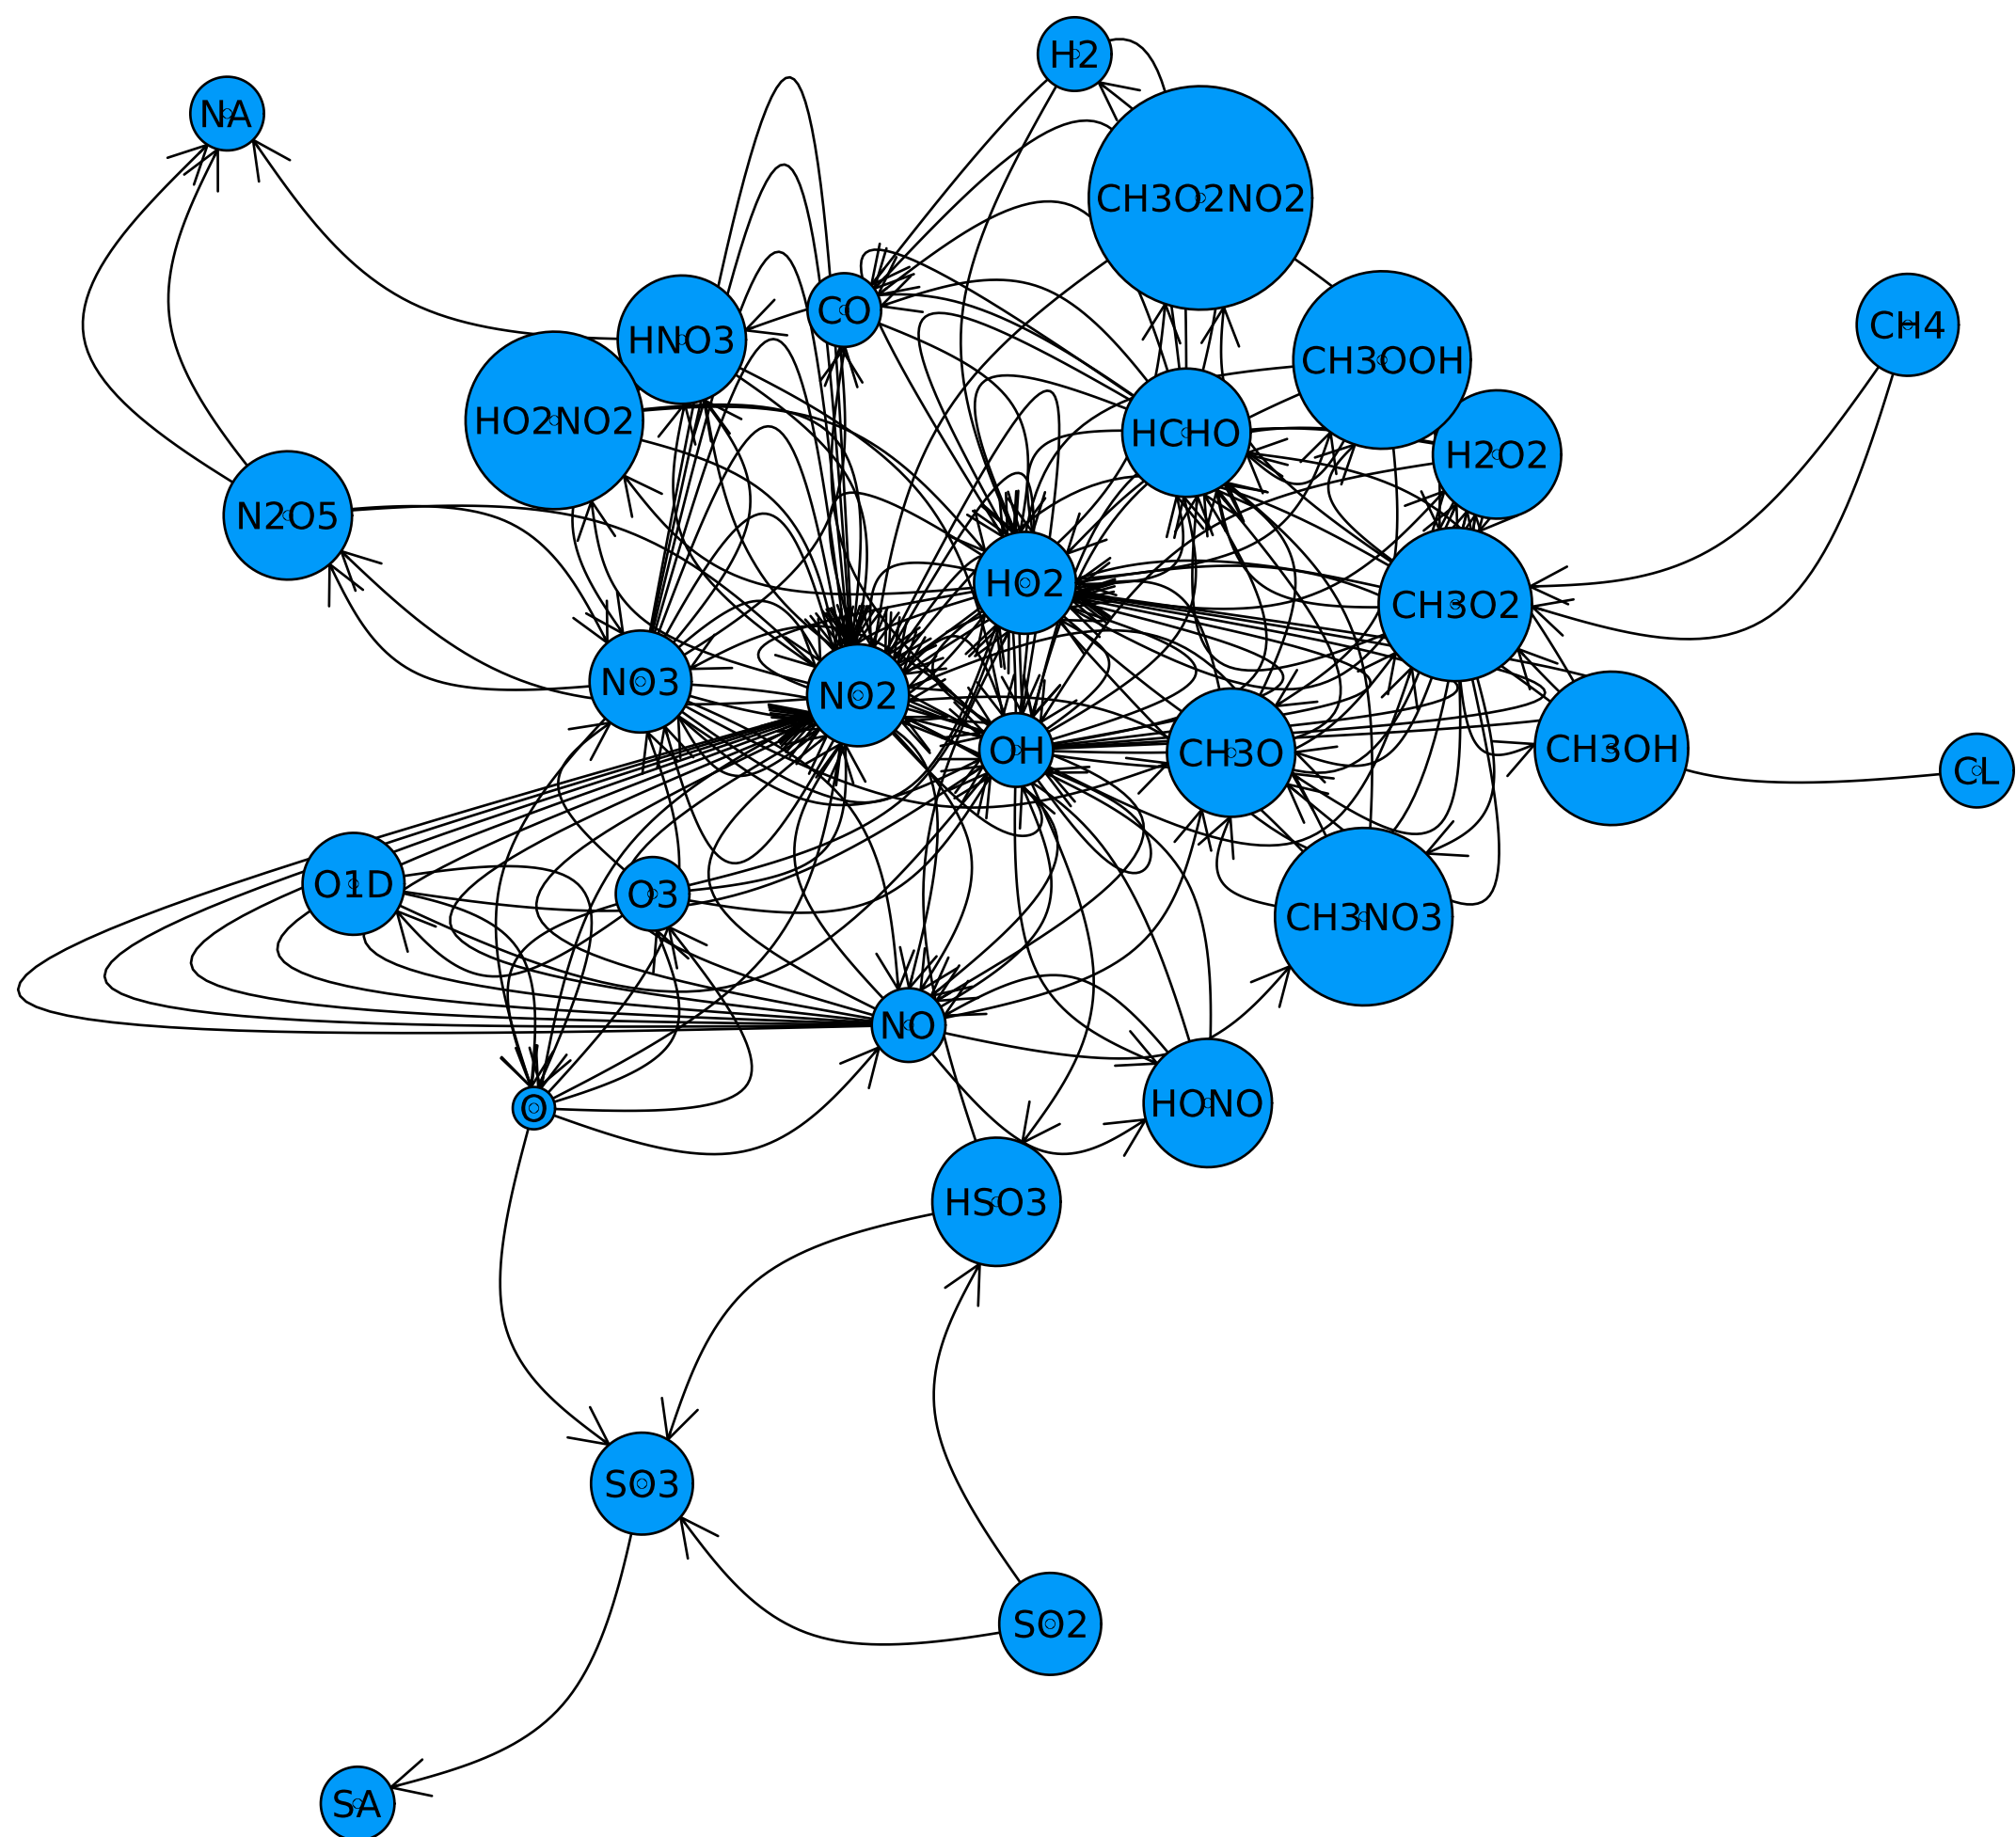 H2
NA
CH3O2NO2
CO
CH4
HNO3
CH3OOH
HO2NO2
HCHO
H2O2
N2O5
HO2
CH3O2
NO3
NO2
OH
CH3O
CH3OH
CL
O1D
O3
CH3NO3
NO
O
HONO
HSO3
SO3
SO2
SA